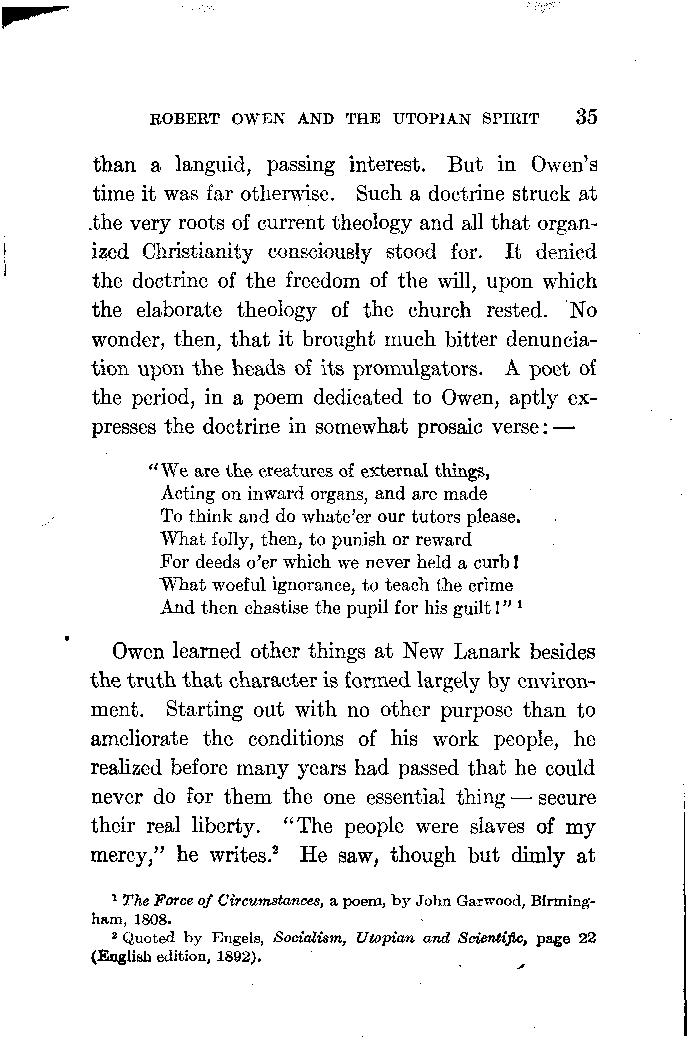 ROBERT OWEN AND THE UTOPIAN SPIRIT 35
than a languid, passing interest. But in Owen's
time it was far otherwise. Such a doctrine struck at
the very roots of current theology and all that organ-
ized Christianity consciously stood for. It denied
the doctrine of the freedom of the will, upon which
the elaborate theology of the church rested. No
wonder, then, that it brought much bitter denuncia-
tion upon the heads of its promulgators. A poet of
the period, in a poem dedicated to Owen, aptly ex-
presses the doctrine in somewhat prosaic verse: —
"We are the creatures of external things,
Acting on inward organs, and are made
To think and do whate'er our tutors please.
What folly, then, to punish or reward
For deeds o'er which we never held a curb!
What woeful ignorance, to teach the crime
And then chastise the pupil for his guilt!" ¹
Owen learned other things at New Lanark besides
the truth that character is formed largely by environ-
ment. Starting out with no other purpose than to
ameliorate the conditions of his work people, he
realized before many years had passed that he could
never do for them the one essential thing — secure
their real liberty. "The people were slaves of my
mercy," he writes.² He saw, though but dimly at
¹ The Force of Circumstances, a poem, by John Garwood, Birming-
ham, 1808.
² Quoted by Engels, Socialism, Utopian and Scientific, page 22
(English edition, 1892).